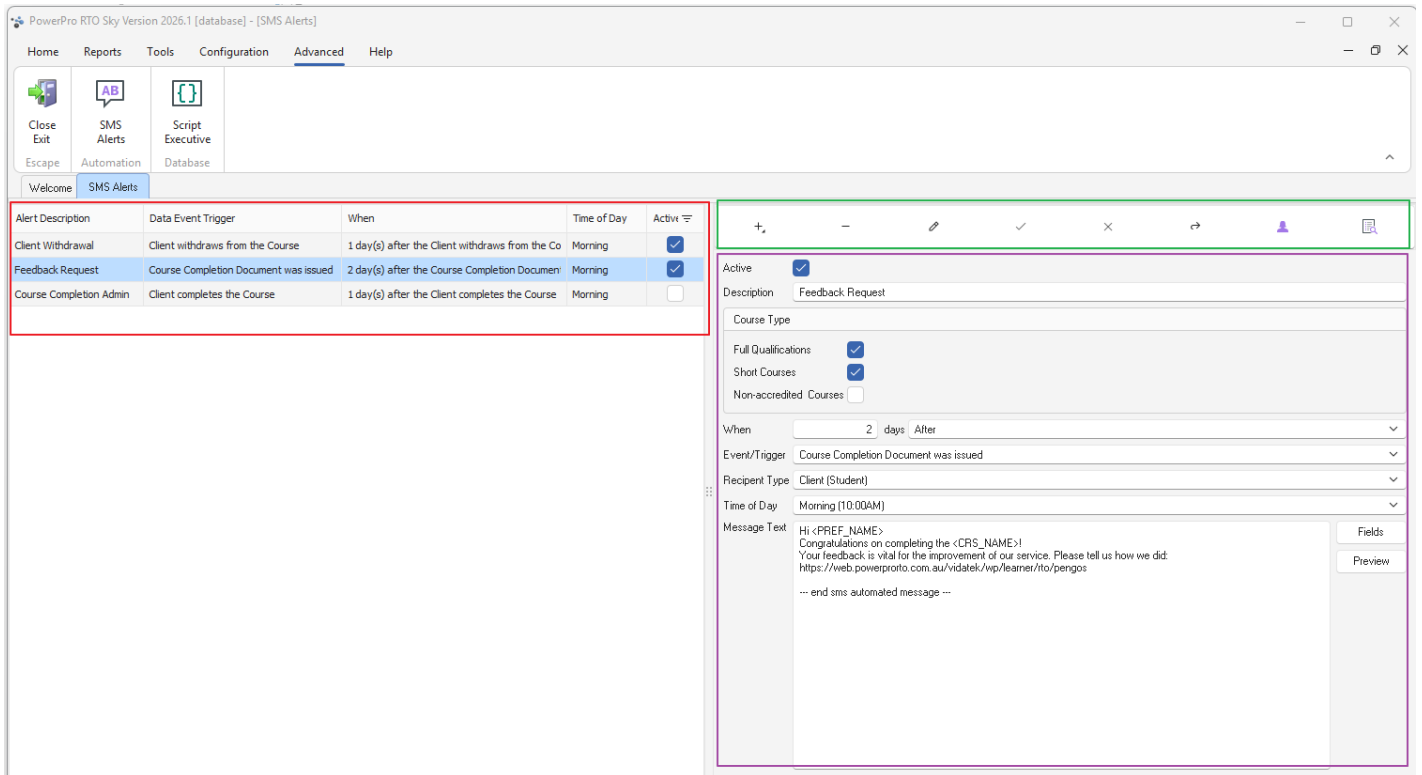 PowerPro RTO Sky Version 2026.1 [database] - [SMS Alerts]
Home Reports Tools Configuration Advanced Help
Close Exit
SMS Alerts
Script Executive
Escape Automation Database
Welcome SMS Alerts
Alert Description Data Event Trigger When Time of Day Active
Client Withdrawal Client withdraws from the Course 1 day(s) after the Client withdraws from the Co Morning
Feedback Request Course Completion Document was issued 2 day(s) after the Course Completion Document Morning
Course Completion Admin Client completes the Course 1 day(s) after the Client completes the Course Morning
AB
{}
Active
Description Feedback Request
Course Type
Full Qualifications
Short Courses
Non-accredited Courses
When 2 days After
Event/Trigger Course Completion Document was issued
Recipent Type Client (Student)
Time of Day Morning (10:00AM)
Message Text Hi <PREF_NAME>
Congratulations on completing the <CRS_NAME>!
Your feedback is vital for the improvement of our service. Please tell us how we did:
https://web.powerprorto.com.au/vidatek/wp/learner/rto/pengos
--- end sms automated message ---
Fields
Preview